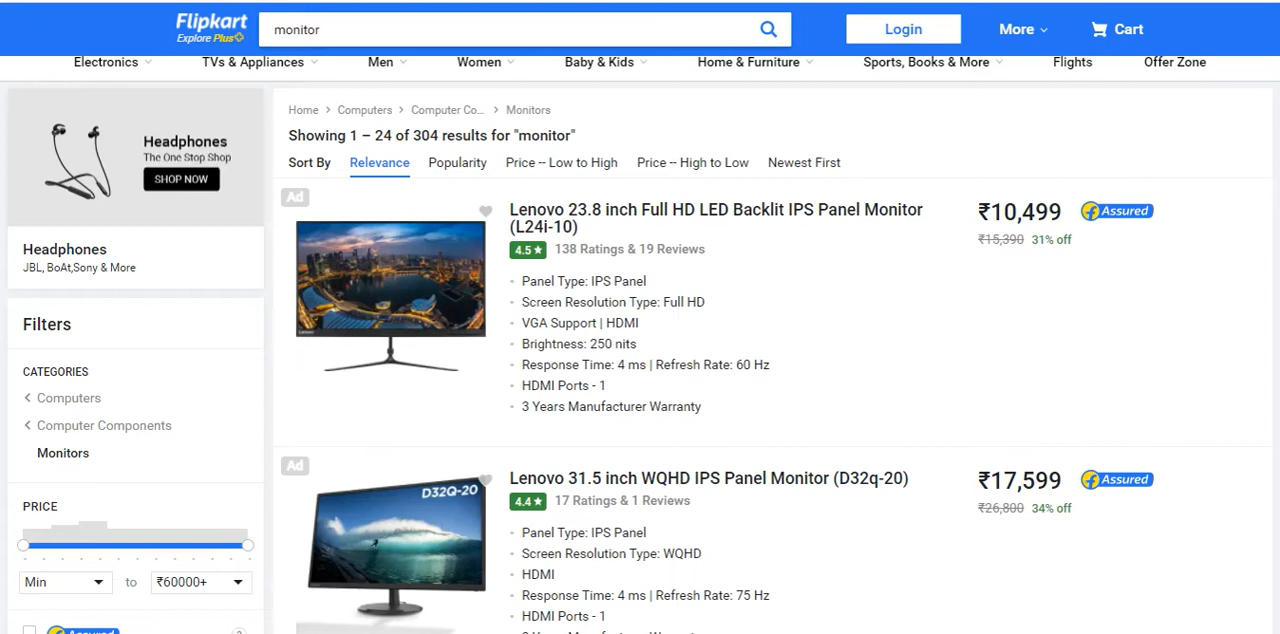 Flipkart
Explore Plus
monitor
Login
More
Cart
Electronics
TVs & Appliances
Men
Women
Baby & Kids
Home & Furniture
Sports, Books & More
Flights
Offer Zone
Headphones
The One Stop Shop
SHOP NOW
Headphones
JBL, BoAt,Sony & More
Filters
CATEGORIES
Computers
Computer Components
Monitors
PRICE
Min
to
₹60000+
Assured
?
Home > Computers > Computer Co... > Monitors
Showing 1 – 24 of 304 results for "monitor"
Sort By Relevance Popularity Price -- Low to High Price -- High to Low Newest First
Ad
Lenovo
Lenovo 23.8 inch Full HD LED Backlit IPS Panel Monitor
(L24i-10)
4.5★ 138 Ratings & 19 Reviews
Panel Type: IPS Panel
Screen Resolution Type: Full HD
VGA Support | HDMI
Brightness: 250 nits
Response Time: 4 ms | Refresh Rate: 60 Hz
HDMI Ports - 1
3 Years Manufacturer Warranty
₹10,499
Assured
₹15,390 31% off
Ad
D32Q-20
Lenovo 31.5 inch WQHD IPS Panel Monitor (D32q-20)
4.4★ 17 Ratings & 1 Reviews
Panel Type: IPS Panel
Screen Resolution Type: WQHD
HDMI
Response Time: 4 ms | Refresh Rate: 75 Hz
HDMI Ports - 1
₹17,599
Assured
₹26,800 34% off